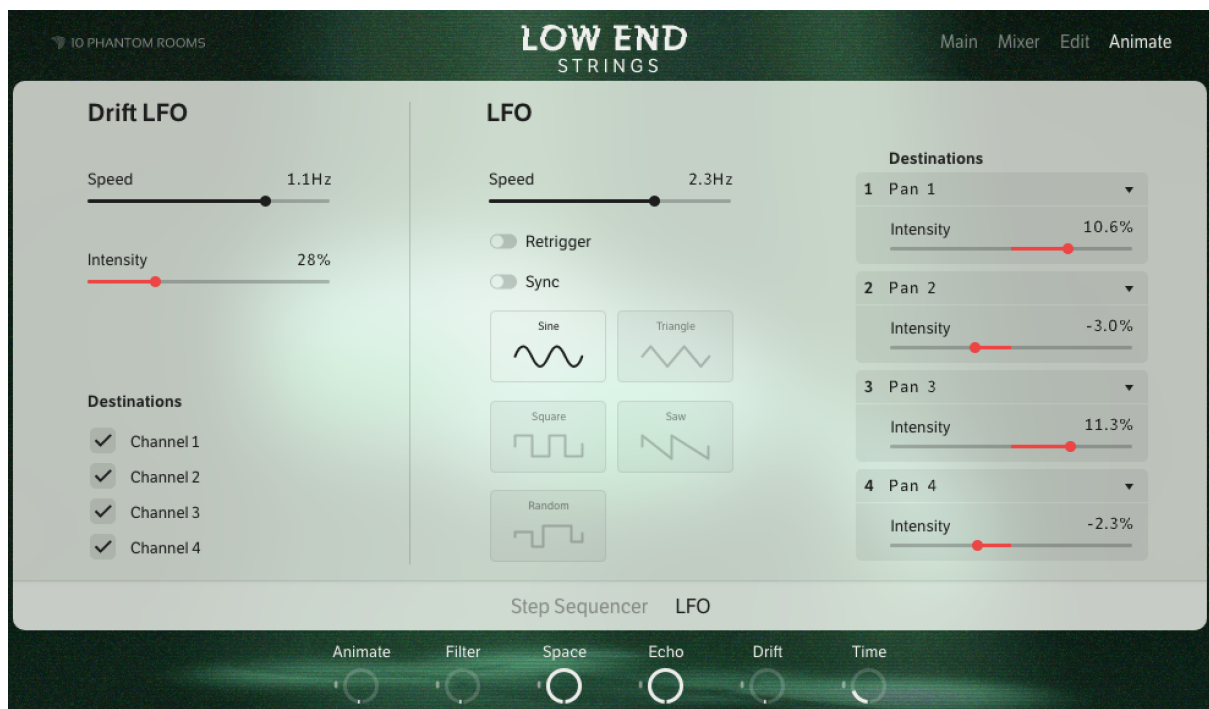 10 PHANTOM ROOMS
LOW END
STRINGS
Main Mixer Edit Animate
Drift LFO
Speed 1.1Hz
Intensity 28%
Destinations
Channel 1
Channel 2
Channel 3
Channel 4
LFO
Speed 2.3Hz
Retrigger
Sync
Sine Triangle
Square Saw
Random
Destinations
1 Pan 1
Intensity 10.6%
2 Pan 2
Intensity -3.0%
3 Pan 3
Intensity 11.3%
4 Pan 4
Intensity -2.3%
Step Sequencer LFO
Animate Filter Space Echo Drift Time